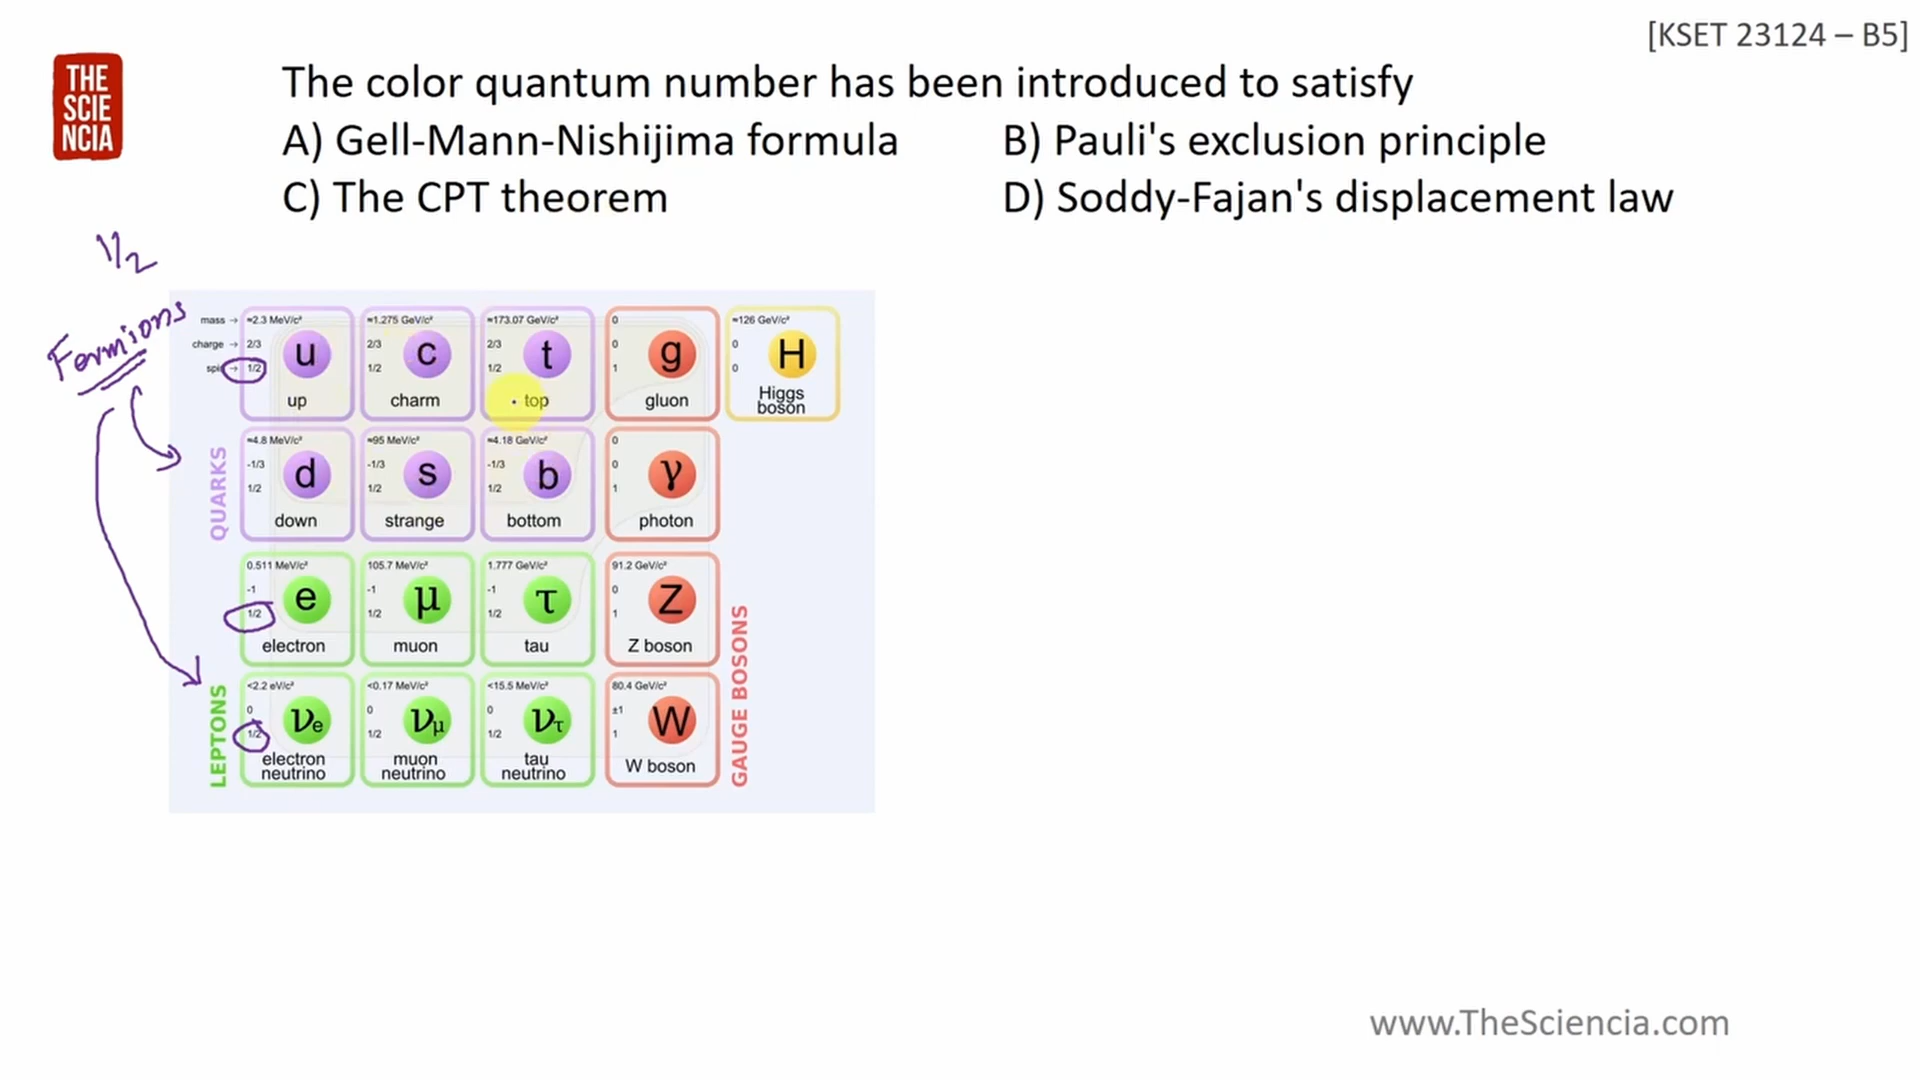 [KSET 23124 – B5]
THE
SCIE
NCIA
The color quantum number has been introduced to satisfy
A) Gell-Mann-Nishijima formula B) Pauli's exclusion principle
C) The CPT theorem D) Soddy-Fajan's displacement law
1/2
Fermions
mass → ≈2.3 MeV/c² ≈1.275 GeV/c² ≈173.07 GeV/c² 0 ≈126 GeV/c²
charge → 2/3 u 2/3 c 2/3 t 0 g 0 H
spin → 1/2 1/2 1/2 1 0
up charm top gluon Higgs
boson
QUARKS
≈4.8 MeV/c² ≈95 MeV/c² ≈4.18 GeV/c² 0
-1/3 d -1/3 s -1/3 b 0 γ
1/2 1/2 1/2 1
down strange bottom photon
0.511 MeV/c² 105.7 MeV/c² 1.777 GeV/c² 91.2 GeV/c²
-1 e -1 μ -1 τ 0 Z
1/2 1/2 1/2 1
electron muon tau Z boson
LEPTONS
<2.2 eV/c² <0.17 MeV/c² <15.5 MeV/c² 80.4 GeV/c²
0 νe 0 νμ 0 ντ ±1 W
1/2 1/2 1/2 1
electron muon tau W boson
neutrino neutrino neutrino
GAUGE BOSONS
www.TheSciencia.com